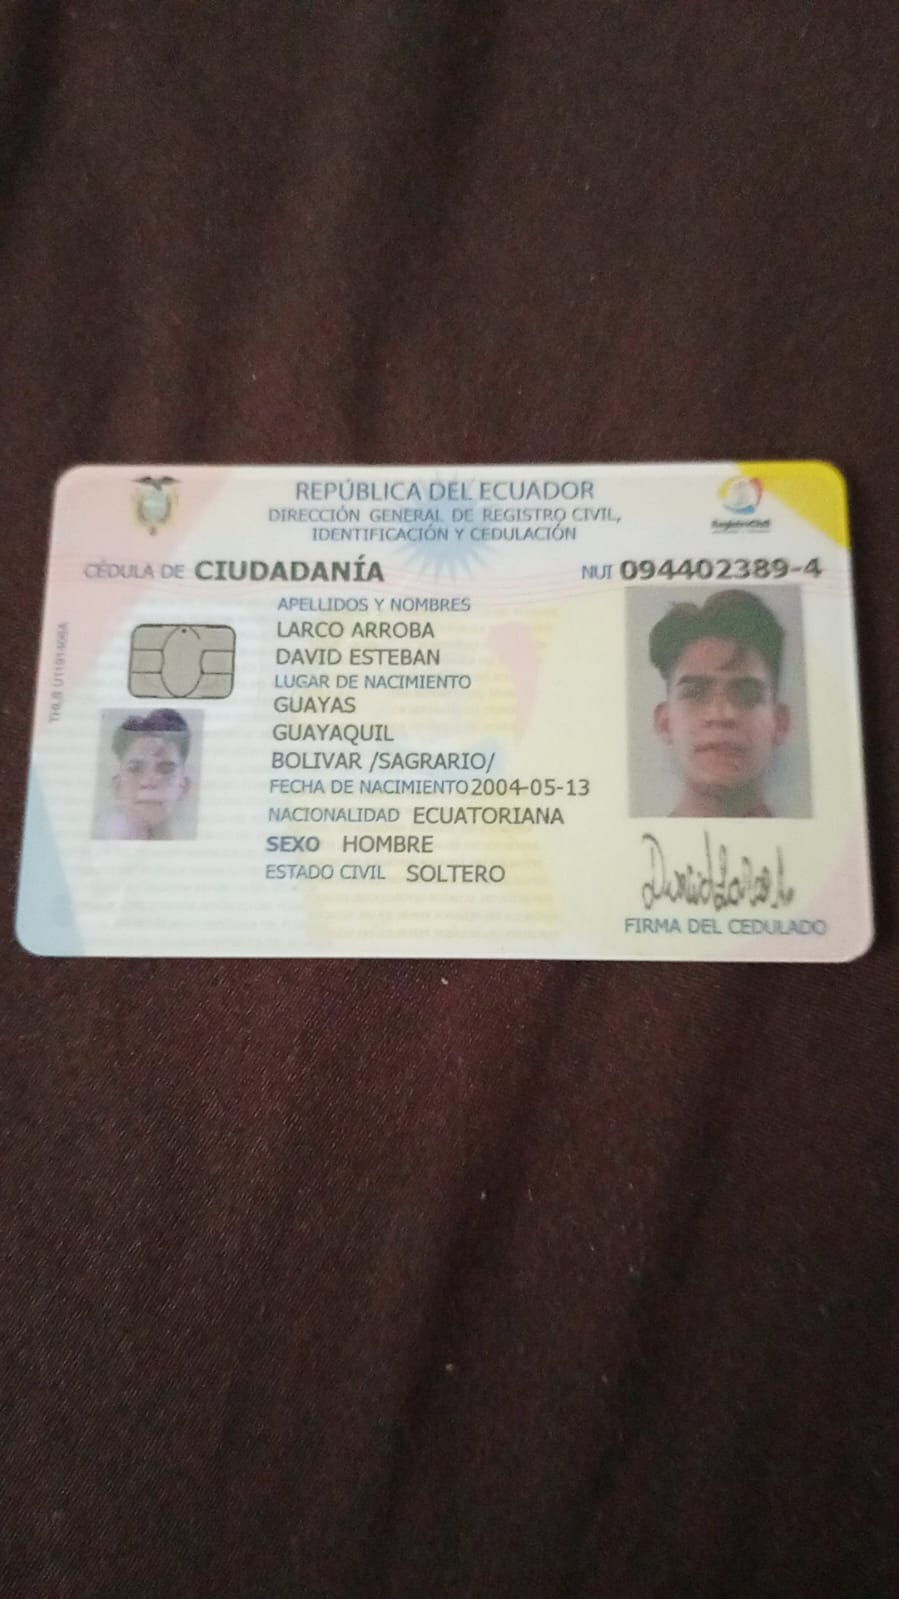 REPÚBLICA DEL ECUADOR
DIRECCIÓN GENERAL DE REGISTRO CIVIL,
IDENTIFICACIÓN Y CEDULACIÓN
RegistroCivil
CÉDULA DE CIUDADANÍA
NUI 094402389-4
APELLIDOS Y NOMBRES
LARCO ARROBA
DAVID ESTEBAN
LUGAR DE NACIMIENTO
GUAYAS
GUAYAQUIL
BOLIVAR /SAGRARIO/
FECHA DE NACIMIENTO 2004-05-13
NACIONALIDAD ECUATORIANA
SEXO HOMBRE
ESTADO CIVIL SOLTERO
FIRMA DEL CEDULADO